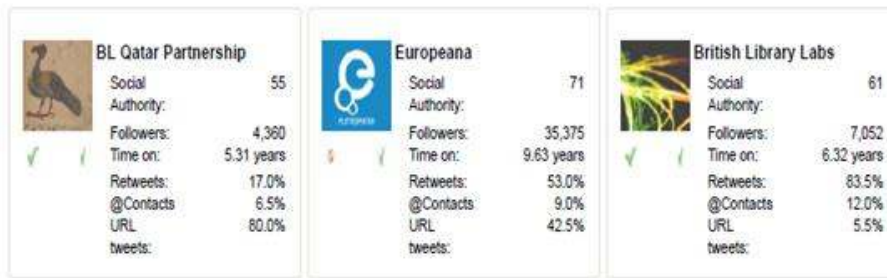 BL Qatar Partnership
Social Authority: 55
Followers: 4,360
Time on: 5.31 years
Retweets: 17.0%
@Contacts 6.5%
URL tweets: 80.0%
Europeana
Social Authority: 71
Followers: 35,375
Time on: 9.63 years
Retweets: 53.0%
@Contacts 9.0%
URL tweets: 42.5%
British Library Labs
Social Authority: 61
Followers: 7,052
Time on: 6.32 years
Retweets: 83.5%
@Contacts 12.0%
URL tweets: 5.5%